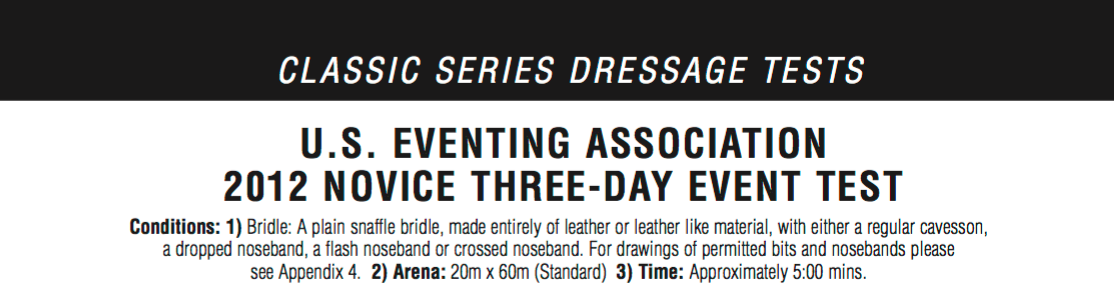 CLASSIC SERIES DRESSAGE TESTS
U.S. EVENTING ASSOCIATION
2012 NOVICE THREE-DAY EVENT TEST
Conditions: 1) Bridle: A plain snaffle bridle, made entirely of leather or leather like material, with either a regular cavesson,
a dropped noseband, a flash noseband or crossed noseband. For drawings of permitted bits and nosebands please
see Appendix 4. 2) Arena: 20m x 60m (Standard) 3) Time: Approximately 5:00 mins.